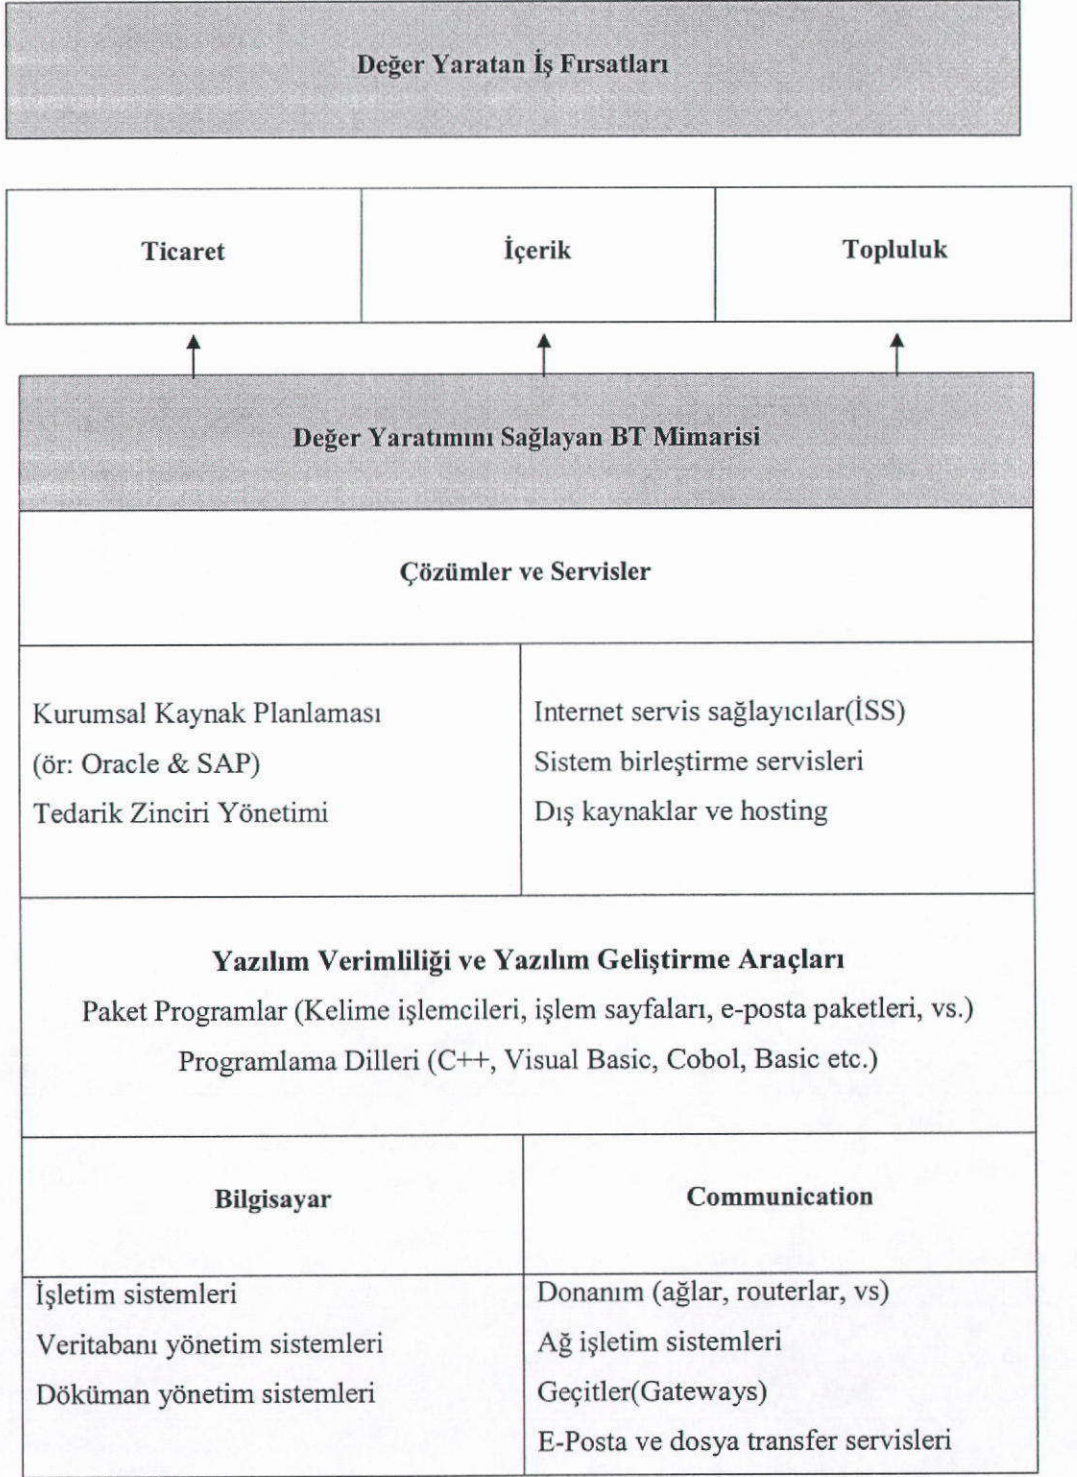 Değer Yaratan İş Fırsatları
Ticaret
İçerik
Topluluk
Değer Yaratımını Sağlayan BT Mimarisi
Çözümler ve Servisler
Kurumsal Kaynak Planlaması
(ör: Oracle & SAP)
Tedarik Zinciri Yönetimi
Internet servis sağlayıcılar(İSS)
Sistem birleştirme servisleri
Dış kaynaklar ve hosting
Yazılım Verimliliği ve Yazılım Geliştirme Araçları
Paket Programlar (Kelime işlemcileri, işlem sayfaları, e-posta paketleri, vs.)
Programlama Dilleri (C++, Visual Basic, Cobol, Basic etc.)
Bilgisayar
Communication
İşletim sistemleri
Veritabanı yönetim sistemleri
Döküman yönetim sistemleri
Donanım (ağlar, routerlar, vs)
Ağ işletim sistemleri
Geçitler(Gateways)
E-Posta ve dosya transfer servisleri